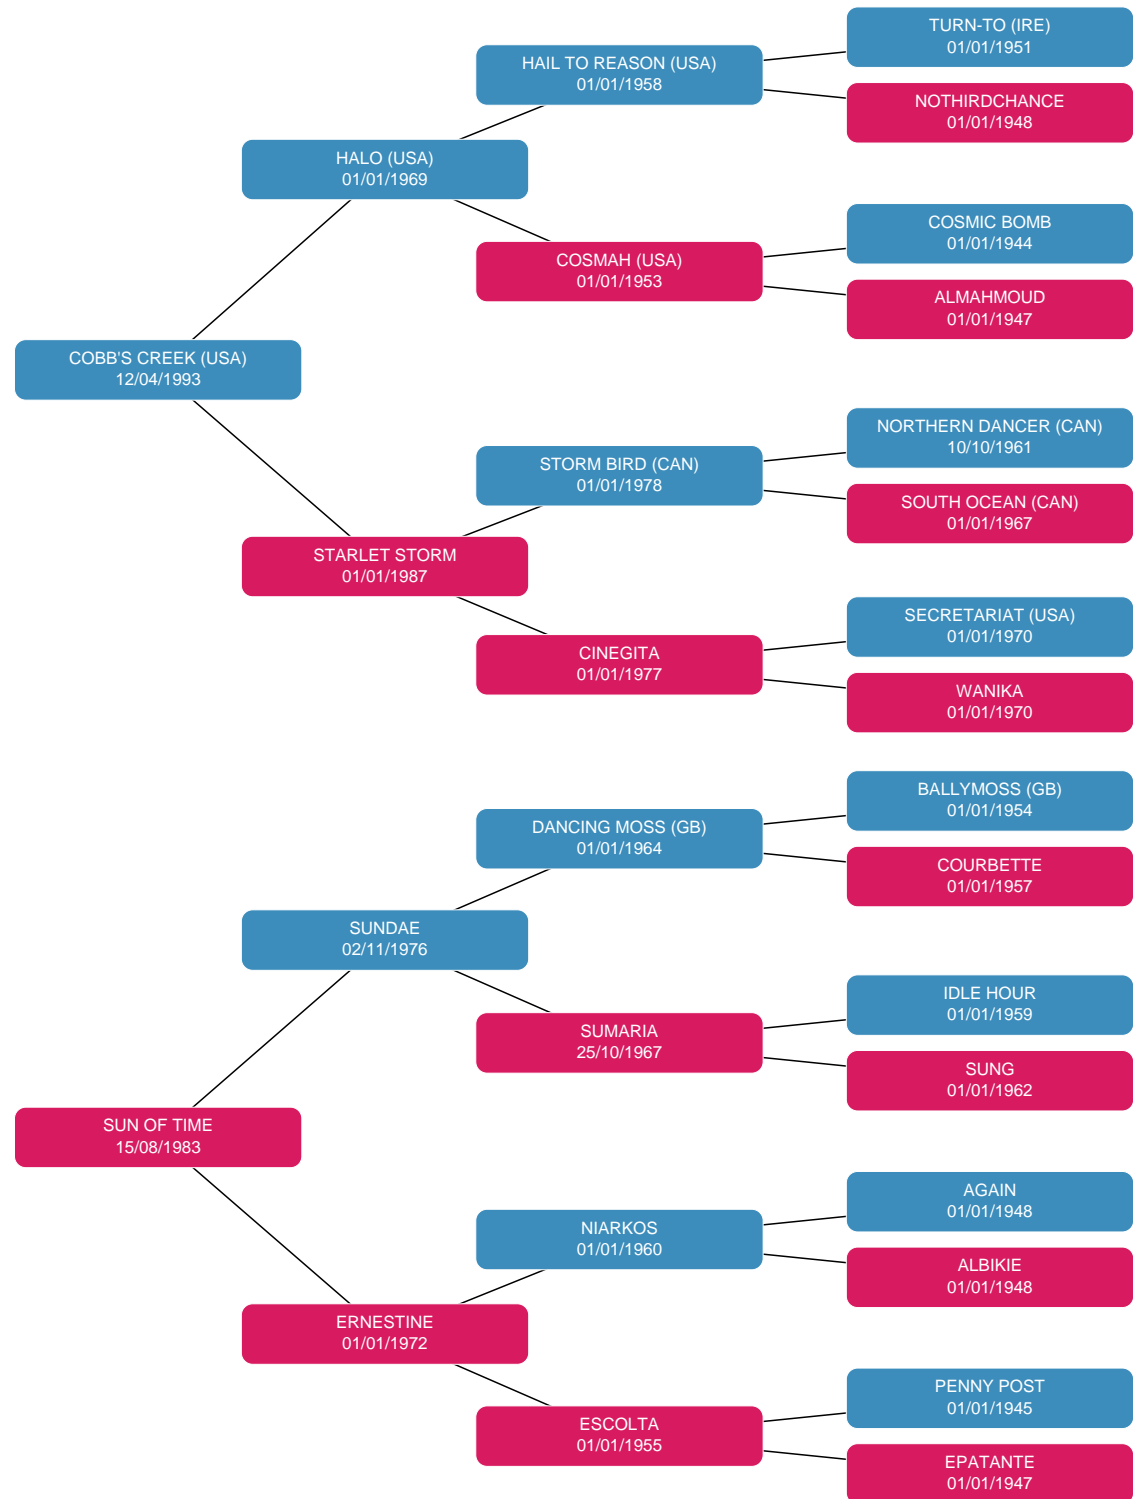 TURN-TO (IRE)
01/01/1951
HAIL TO REASON (USA)
01/01/1958
NOTHIRDCHANCE
01/01/1948
HALO (USA)
01/01/1969
COSMIC BOMB
01/01/1944
COSMAH (USA)
01/01/1953
ALMAHMOUD
01/01/1947
COBB'S CREEK (USA)
12/04/1993
NORTHERN DANCER (CAN)
10/10/1961
STORM BIRD (CAN)
01/01/1978
SOUTH OCEAN (CAN)
01/01/1967
STARLET STORM
01/01/1987
SECRETARIAT (USA)
01/01/1970
CINEGITA
01/01/1977
WANIKA
01/01/1970
BALLYMOSS (GB)
01/01/1954
DANCING MOSS (GB)
01/01/1964
COURBETTE
01/01/1957
SUNDAE
02/11/1976
IDLE HOUR
01/01/1959
SUMARIA
25/10/1967
SUNG
01/01/1962
SUN OF TIME
15/08/1983
AGAIN
01/01/1948
NIARKOS
01/01/1960
ALBIKIE
01/01/1948
ERNESTINE
01/01/1972
PENNY POST
01/01/1945
ESCOLTA
01/01/1955
EPATANTE
01/01/1947